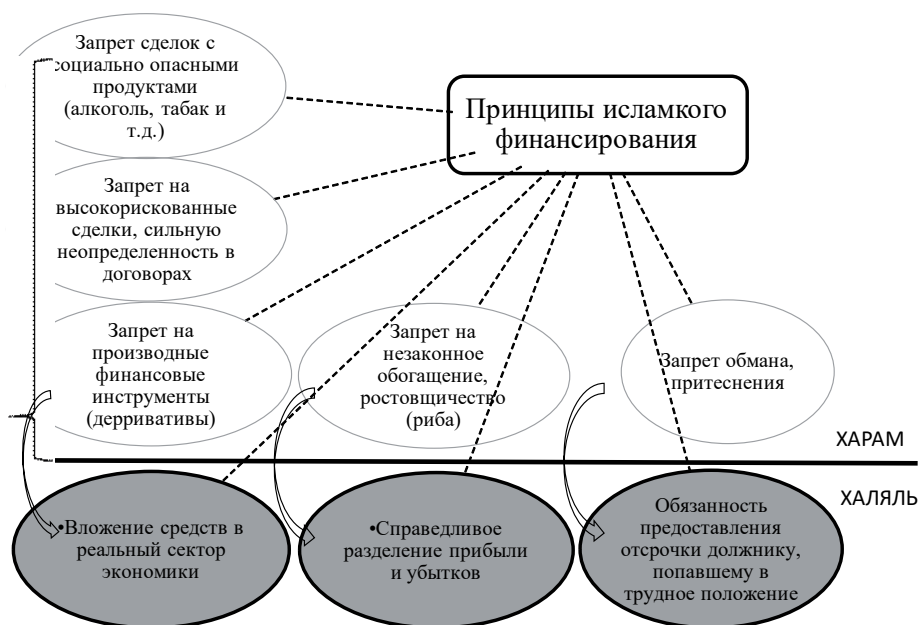 Запрет сделок с
социально опасными
продуктами
(алкоголь, табак и
т.д.)
Принципы исламкого
финансирования
Запрет на
высокорискованные
сделки, сильную
неопределенность в
договорах
Запрет на
производные
финансовые
инструменты
(дерривативы)
Запрет на
незаконное
обогащение,
ростовщичество
(риба)
Запрет обмана,
притеснения
ХАРАМ
ХАЛЯЛЬ
•Вложение средств в
реальный сектор
экономики
•Справедливое
разделение прибыли
и убытков
Обязанность
предоставления
отсрочки должнику,
попавшему в
трудное положение